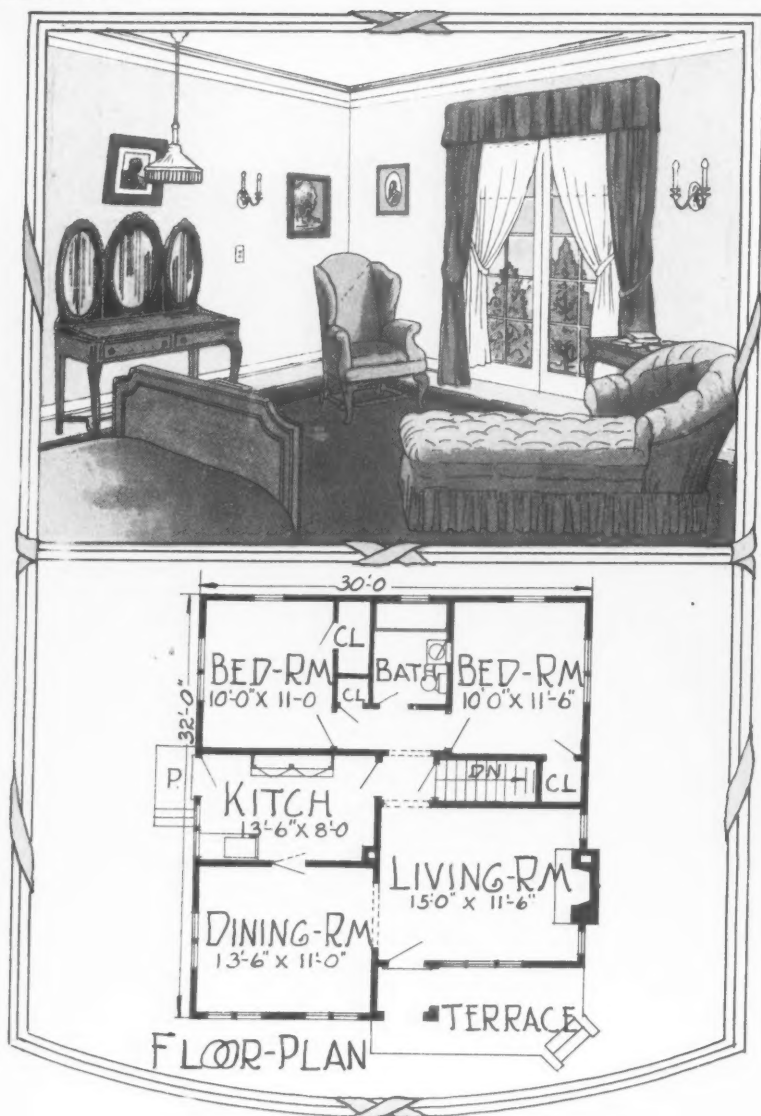 30'-0
32'-0"
CL
BED-RM
10'-0" X 11-0
CL
BATH
BED-RM
10'0" X 11'-6"
P.
DN
CL
KITCH
13'-6" X 8'-0
LIVING-RM
15'0" X 11'-6"
DINING-RM
13'-6" X 11'-0"
TERRACE
FLOOR-PLAN